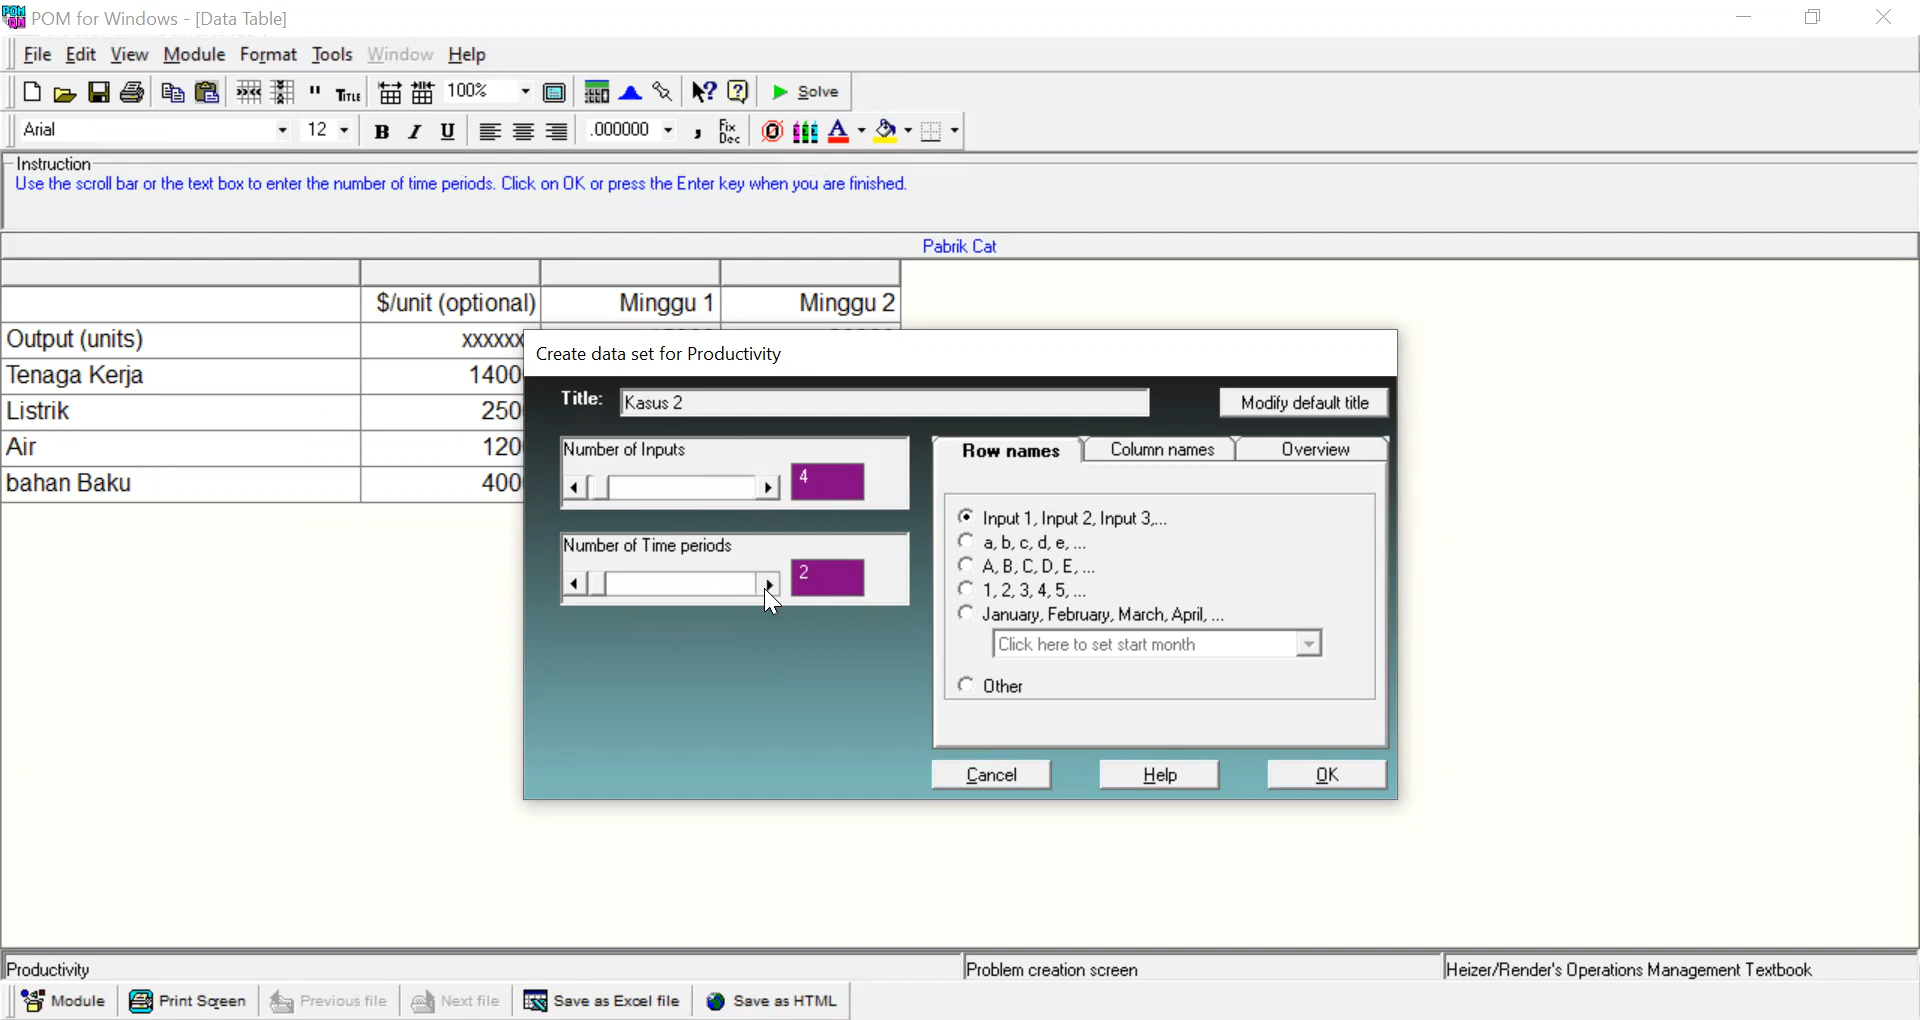 POM for Windows - [Data Table]
File Edit View Module Format Tools Window Help
TITLE 100% Solve
Arial 12 B I U .000000 , Fix Dec A
Instruction
Use the scroll bar or the text box to enter the number of time periods. Click on OK or press the Enter key when you are finished.
Pabrik Cat
$/unit (optional) Minggu 1 Minggu 2
Output (units) xxxxxx
Tenaga Kerja 1400
Listrik 250
Air 120
bahan Baku 400
Create data set for Productivity
Title: Kasus 2 Modify default title
Number of Inputs
4
Number of Time periods
2
Row names Column names Overview
Input 1, Input 2, Input 3,...
a, b, c, d, e, ...
A, B, C, D, E, ...
1, 2, 3, 4, 5, ...
January, February, March, April, ...
Click here to set start month
Other
Cancel Help OK
Productivity Problem creation screen Heizer/Render's Operations Management Textbook
Module Print Screen Previous file Next file Save as Excel file Save as HTML